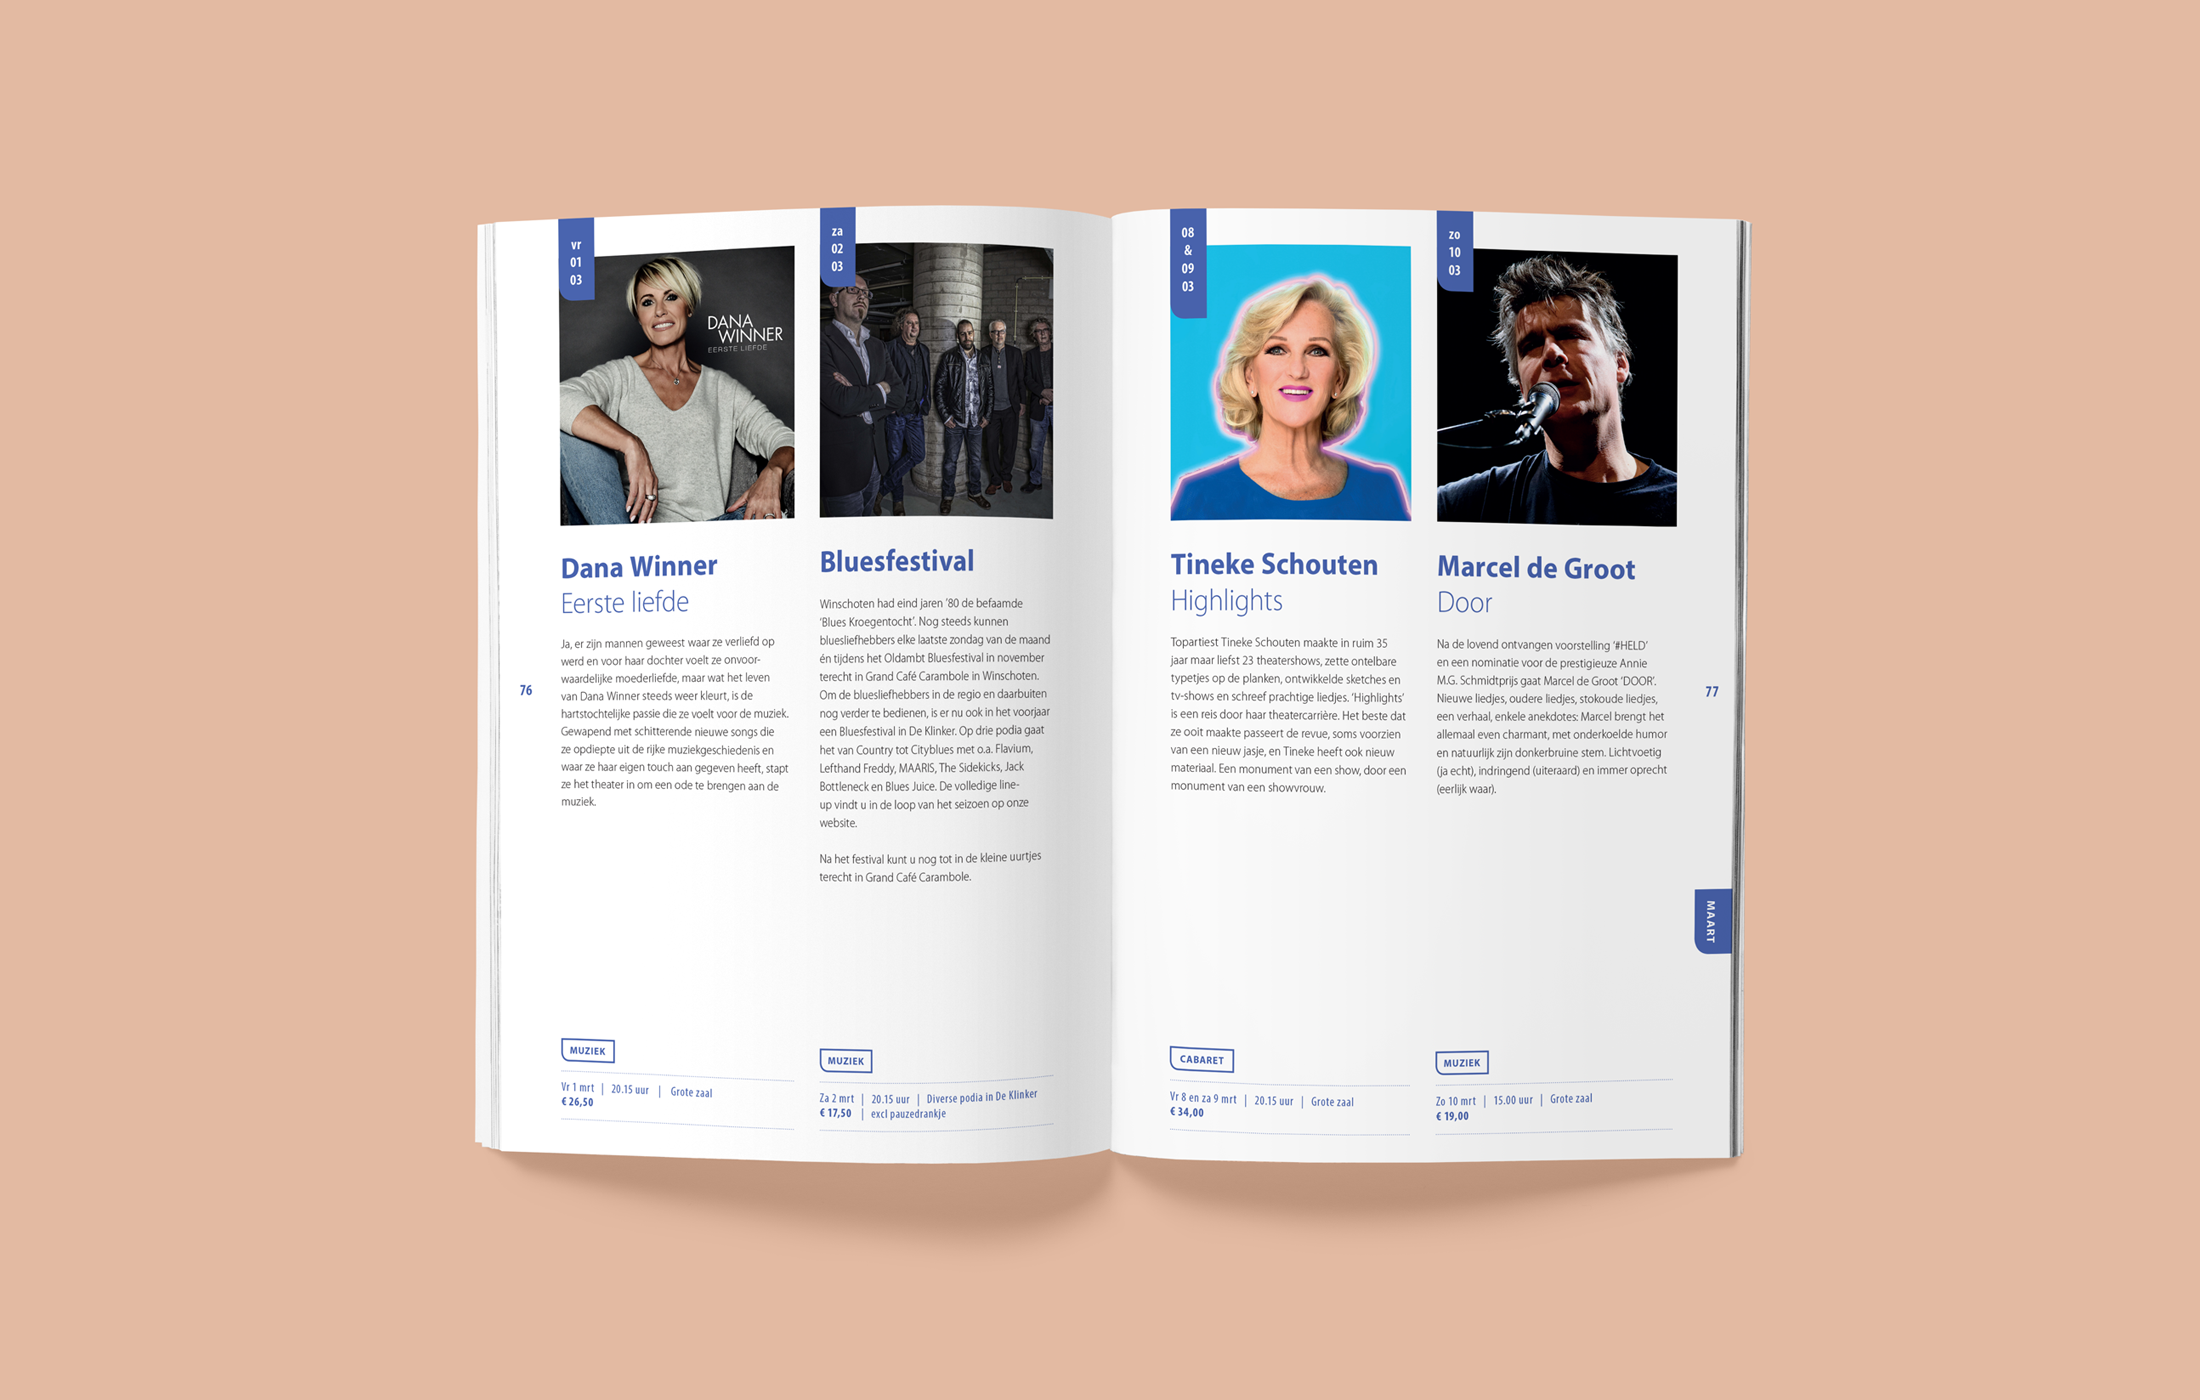 76
vr
01
03
DANA
WINNER
EERSTE LIEFDE
Dana Winner
Eerste liefde
Ja, er zijn mannen geweest waar ze verliefd op
werd en voor haar dochter voelt ze onvoor-
waardelijke moederliefde, maar wat het leven
van Dana Winner steeds weer kleurt, is de
hartstochtelijke passie die ze voelt voor de muziek.
Gewapend met schitterende nieuwe songs die
ze opdiepte uit de rijke muziekgeschiedenis en
waar ze haar eigen touch aan gegeven heeft, stapt
ze het theater in om een ode te brengen aan de
muziek.
MUZIEK
Vr 1 mrt | 20.15 uur | Grote zaal
€ 26,50
za
02
03
Bluesfestival
Winschoten had eind jaren '80 de befaamde
'Blues Kroegentocht'. Nog steeds kunnen
bluesliefhebbers elke laatste zondag van de maand
én tijdens het Oldambt Bluesfestival in november
terecht in Grand Café Carambole in Winschoten.
Om de bluesliefhebbers in de regio en daarbuiten
nog verder te bedienen, is er nu ook in het voorjaar
een Bluesfestival in De Klinker. Op drie podia gaat
het van Country tot Cityblues met o.a. Flavium,
Lefthand Freddy, MAARIS, The Sidekicks, Jack
Bottleneck en Blues Juice. De volledige line-
up vindt u in de loop van het seizoen op onze
website.
Na het festival kunt u nog tot in de kleine uurtjes
terecht in Grand Café Carambole.
MUZIEK
Za 2 mrt | 20.15 uur | Diverse podia in De Klinker
€ 17,50 | excl pauzedrankje
08
&
09
03
Tineke Schouten
Highlights
Topartiest Tineke Schouten maakte in ruim 35
jaar maar liefst 23 theatershows, zette ontelbare
typetjes op de planken, ontwikkelde sketches en
tv-shows en schreef prachtige liedjes. 'Highlights'
is een reis door haar theatercarrière. Het beste dat
ze ooit maakte passeert de revue, soms voorzien
van een nieuw jasje, en Tineke heeft ook nieuw
materiaal. Een monument van een show, door een
monument van een showvrouw.
CABARET
Vr 8 en za 9 mrt | 20.15 uur | Grote zaal
€ 34,00
zo
10
03
Marcel de Groot
Door
Na de lovend ontvangen voorstelling '#HELD'
en een nominatie voor de prestigieuze Annie
M.G. Schmidtprijs gaat Marcel de Groot 'DOOR'.
Nieuwe liedjes, oudere liedjes, stokoude liedjes,
een verhaal, enkele anekdotes: Marcel brengt het
allemaal even charmant, met onderkoelde humor
en natuurlijk zijn donkerbruine stem. Lichtvoetig
(ja echt), indringend (uiteraard) en immer oprecht
(eerlijk waar).
MUZIEK
Zo 10 mrt | 15.00 uur | Grote zaal
€ 19,00
77
MAART